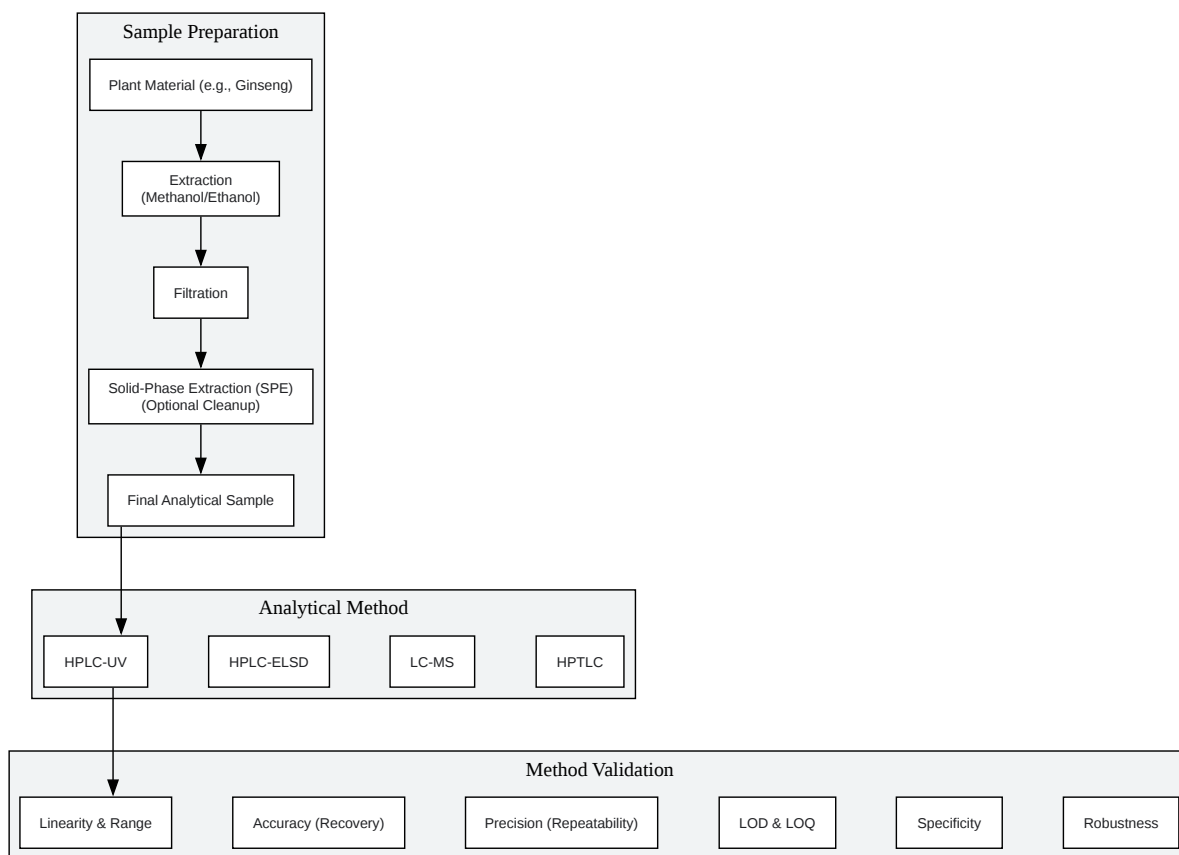 Sample Preparation
Plant Material (e.g., Ginseng)
Extraction
(Methanol/Ethanol)
Filtration
Solid-Phase Extraction (SPE)
(Optional Cleanup)
Final Analytical Sample
Analytical Method
HPLC-UV
HPLC-ELSD
LC-MS
HPTLC
Method Validation
Linearity & Range
Accuracy (Recovery)
Precision (Repeatability)
LOD & LOQ
Specificity
Robustness